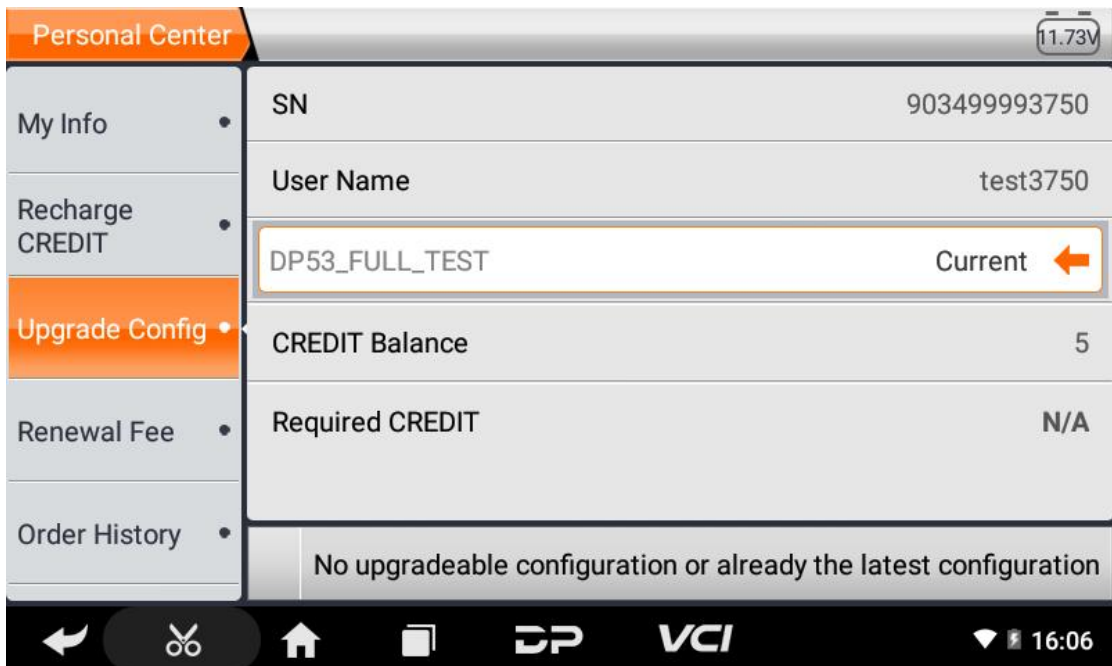 Personal Center
11.73V
My Info
Recharge
CREDIT
Upgrade Config
Renewal Fee
Order History
SN
903499993750
User Name
test3750
DP53_FULL_TEST
Current
CREDIT Balance
5
Required CREDIT
N/A
No upgradeable configuration or already the latest configuration
DP
VCI
16:06